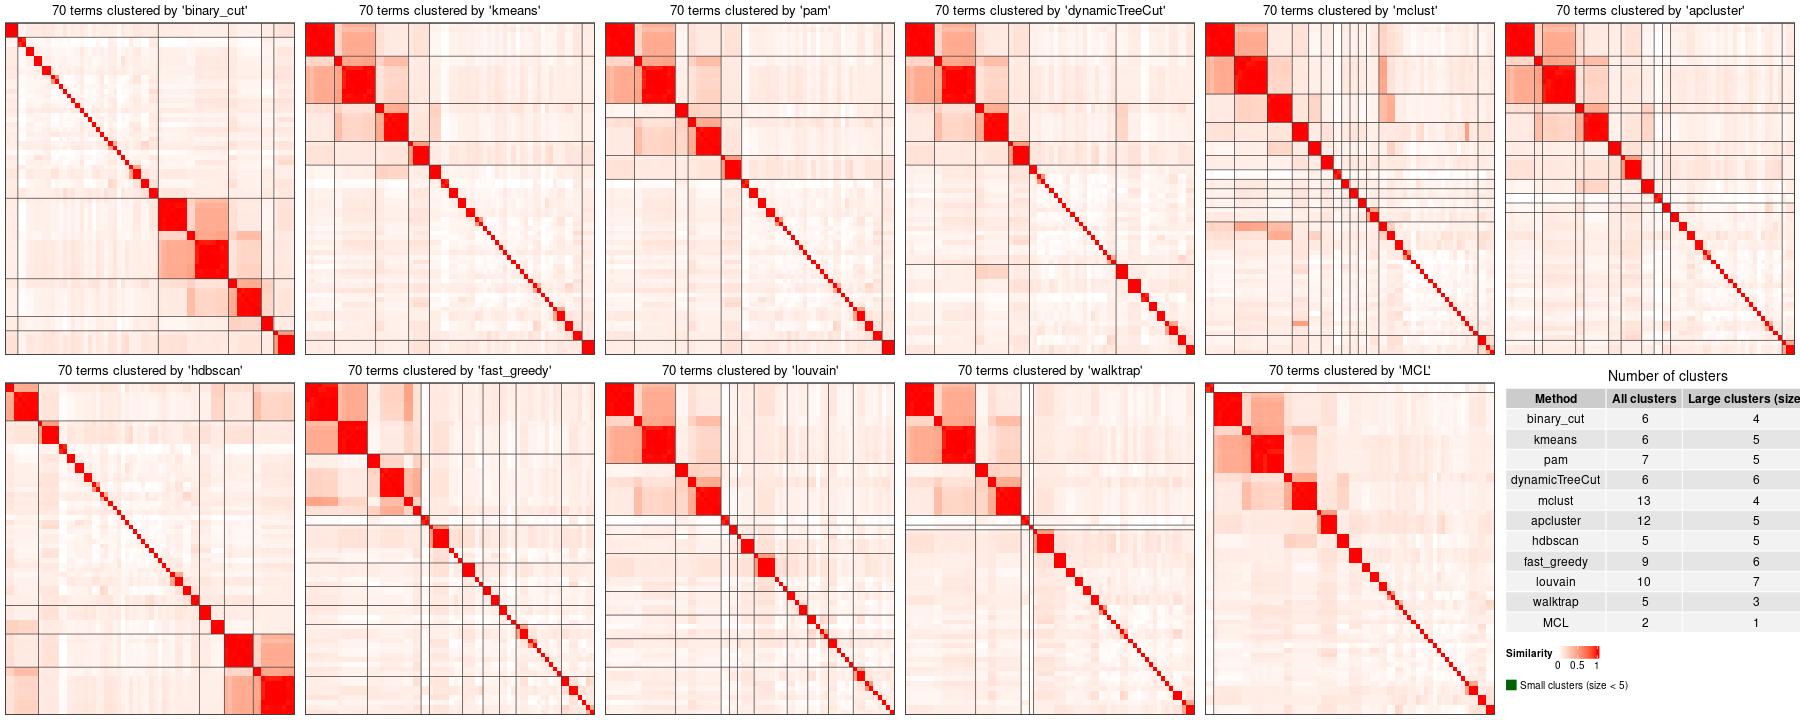 70 terms clustered by 'binary_cut'
70 terms clustered by 'kmeans'
70 terms clustered by 'pam'
70 terms clustered by 'dynamicTreeCut'
70 terms clustered by 'mclust'
70 terms clustered by 'apcluster'
70 terms clustered by 'hdbscan'
70 terms clustered by 'fast_greedy'
70 terms clustered by 'louvain'
70 terms clustered by 'walktrap'
70 terms clustered by 'MCL'
Number of clusters
Method All clusters Large clusters (size
binary_cut 6 4
kmeans 6 5
pam 7 5
dynamicTreeCut 6 6
mclust 13 4
apcluster 12 5
hdbscan 5 5
fast_greedy 9 6
louvain 10 7
walktrap 5 3
MCL 2 1
Similarity
0 0.5 1
Small clusters (size < 5)